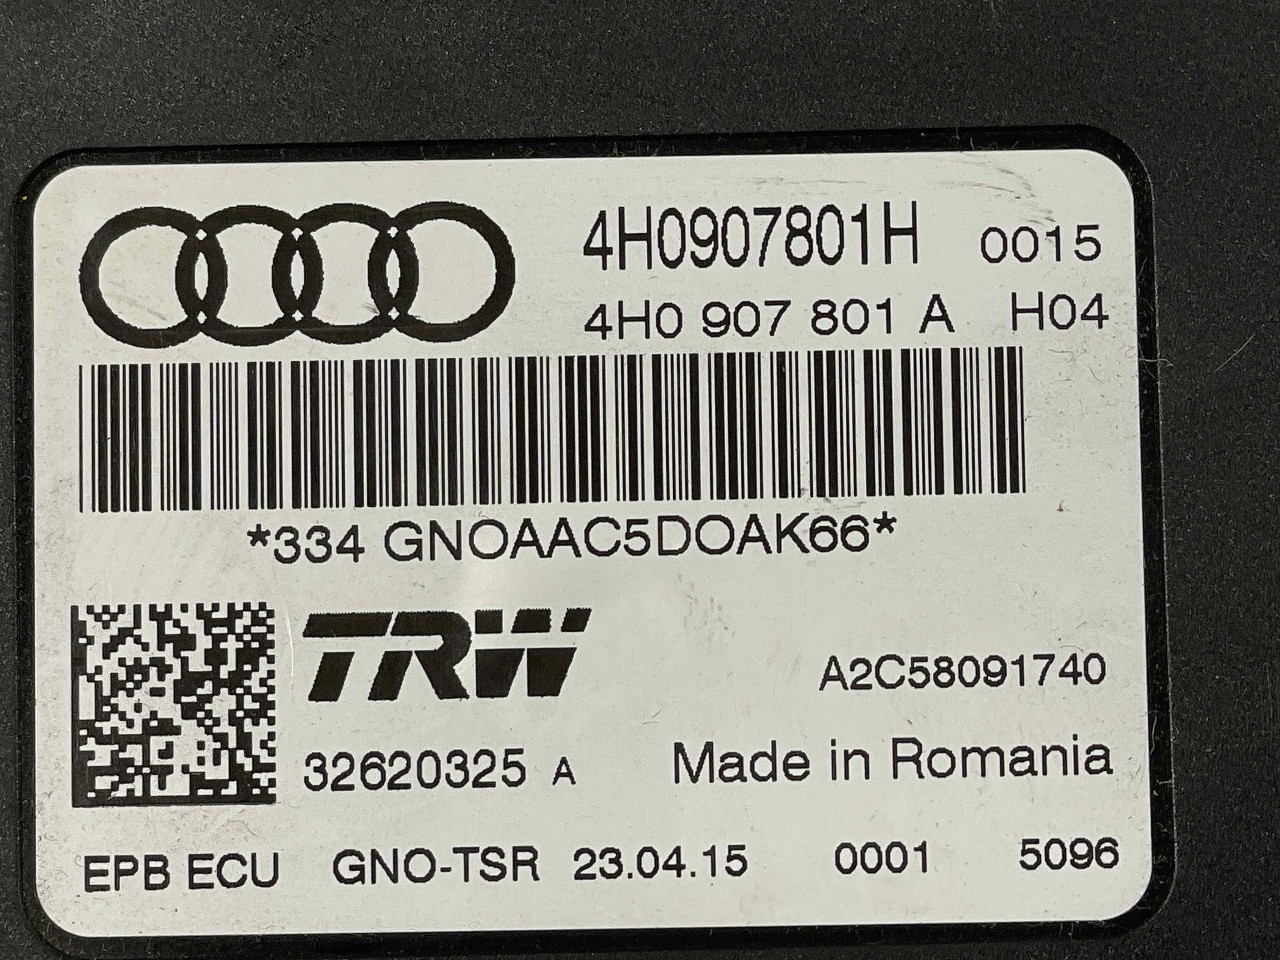 4H0907801H 0015
4H0 907 801 A H04
*334 GNOAAC5DOAK66*
TRW
A2C58091740
32620325 A Made in Romania
EPB ECU GNO-TSR 23.04.15 0001 5096